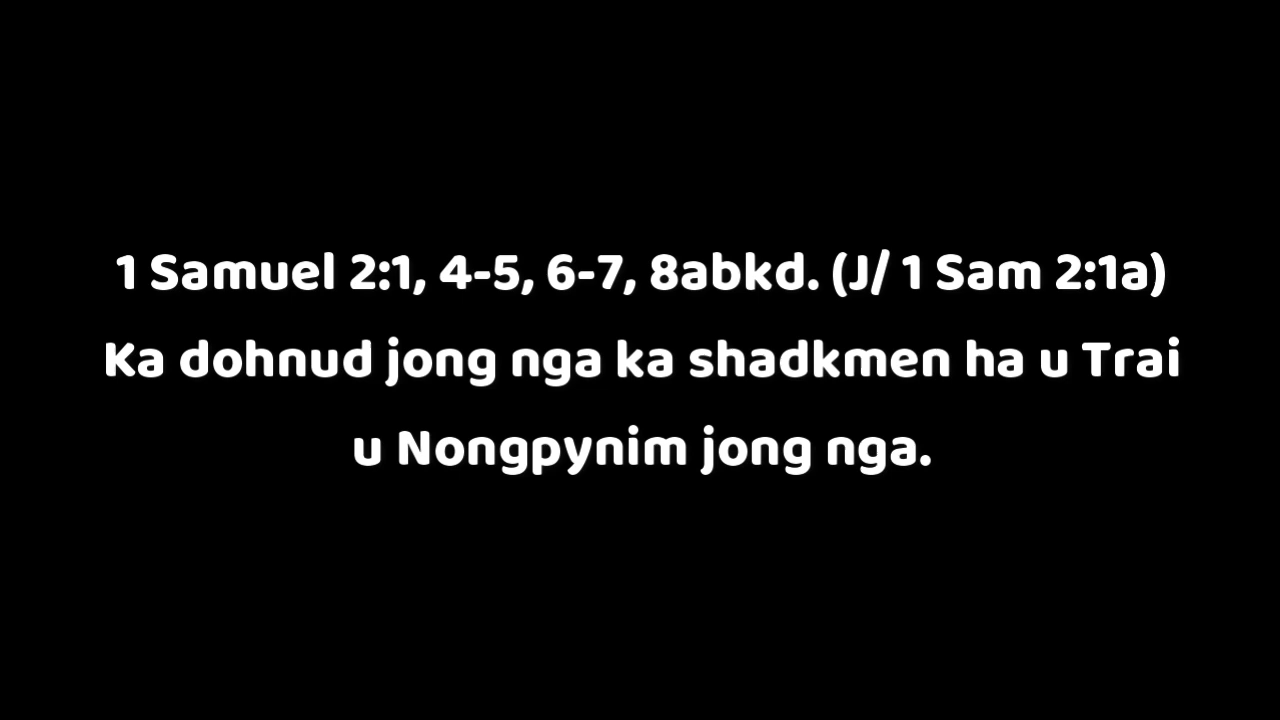 1 Samuel 2:1, 4-5, 6-7, 8abkd. (J/ 1 Sam 2:1a)
Ka dohnud jong nga ka shadkmen ha u Trai
u Nongpynim jong nga.